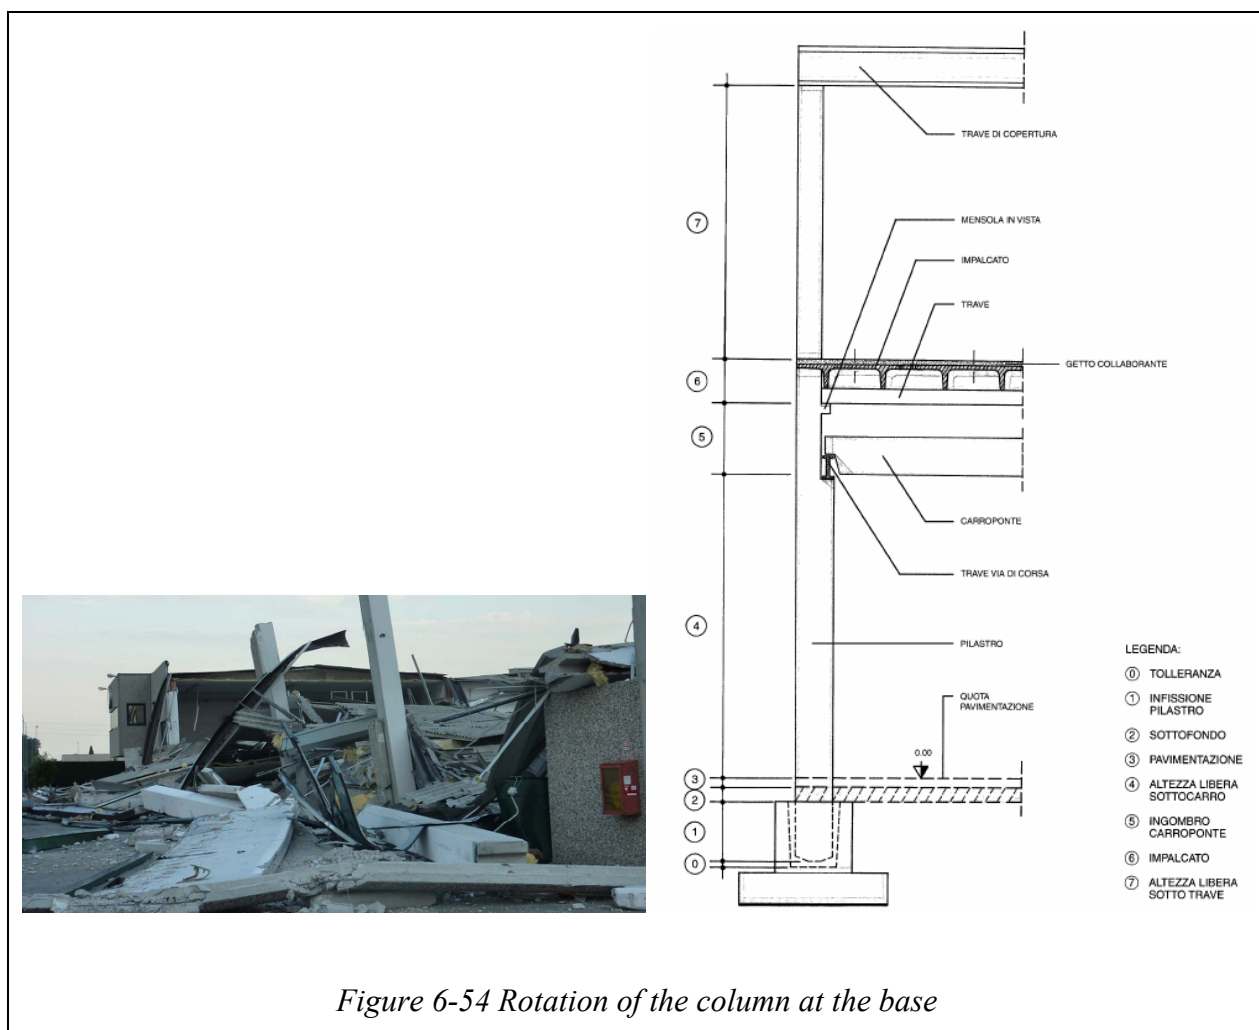 TRAVE DI COPERTURA
7
MENSOLA IN VISTA
IMPALCATO
TRAVE
GETTO COLLABORANTE
6
5
CARROPONTE
TRAVE VIA DI CORSA
4
PILASTRO
QUOTA
PAVIMENTAZIONE
0.00
3
2
1
0
LEGENDA:
0 TOLLERANZA
1 INFISSIONE
PILASTRO
2 SOTTOFONDO
3 PAVIMENTAZIONE
4 ALTEZZA LIBERA
SOTTOCARRO
5 INGOMBRO
CARROPONTE
6 IMPALCATO
7 ALTEZZA LIBERA
SOTTO TRAVE
Figure 6-54 Rotation of the column at the base